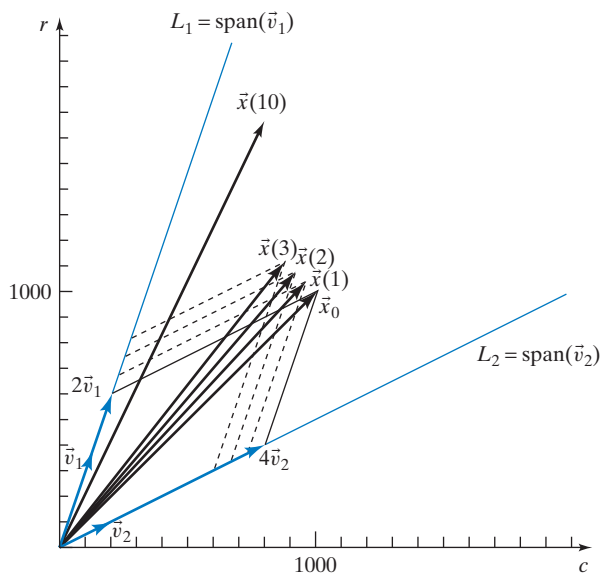 r
L₁ = span(v⃗₁)
x⃗(10)
x⃗(3)
x⃗(2)
x⃗(1)
1000
x⃗₀
L₂ = span(v⃗₂)
2v⃗₁
v⃗₁
4v⃗₂
v⃗₂
1000
c